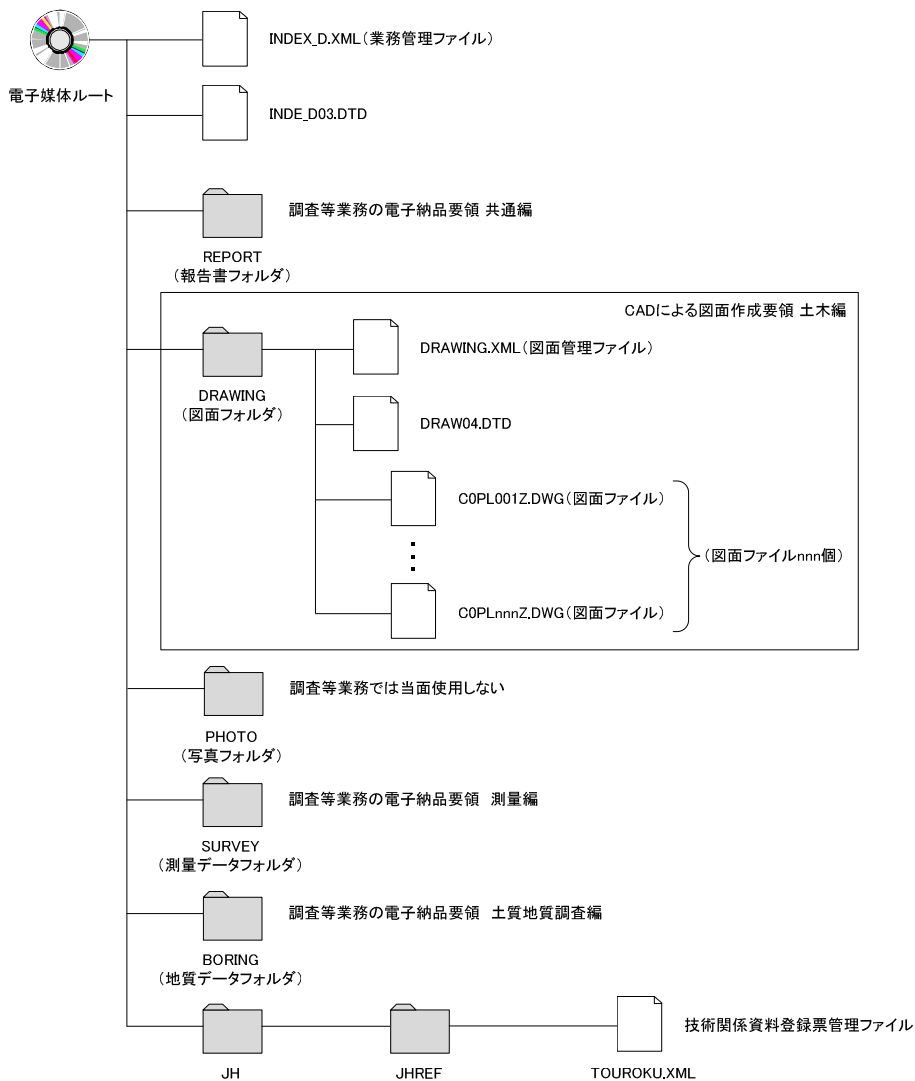 INDEX_D.XML(業務管理ファイル)
電子媒体ルート
INDE_D03.DTD
調査等業務の電子納品要領 共通編
REPORT
(報告書フォルダ)
CADによる図面作成要領 土木編
DRAWING.XML(図面管理ファイル)
DRAWING
(図面フォルダ)
DRAW04.DTD
C0PL001Z.DWG(図面ファイル)
(図面ファイルnnn個)
C0PLnnnZ.DWG(図面ファイル)
調査等業務では当面使用しない
PHOTO
(写真フォルダ)
調査等業務の電子納品要領 測量編
SURVEY
(測量データフォルダ)
調査等業務の電子納品要領 土質地質調査編
BORING
(地質データフォルダ)
技術関係資料登録票管理ファイル
JH
JHREF
TOUROKU.XML